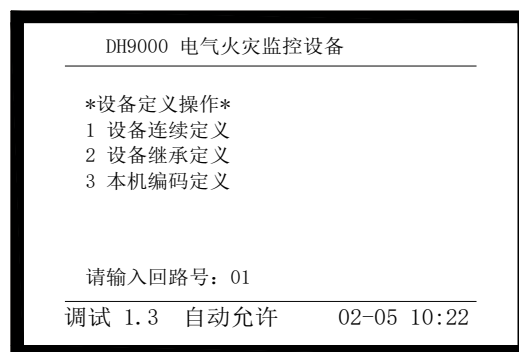 DH9000 电气火灾监控设备
*设备定义操作*
1 设备连续定义
2 设备继承定义
3 本机编码定义
请输入回路号：01
调试 1.3 自动允许 02-05 10:22